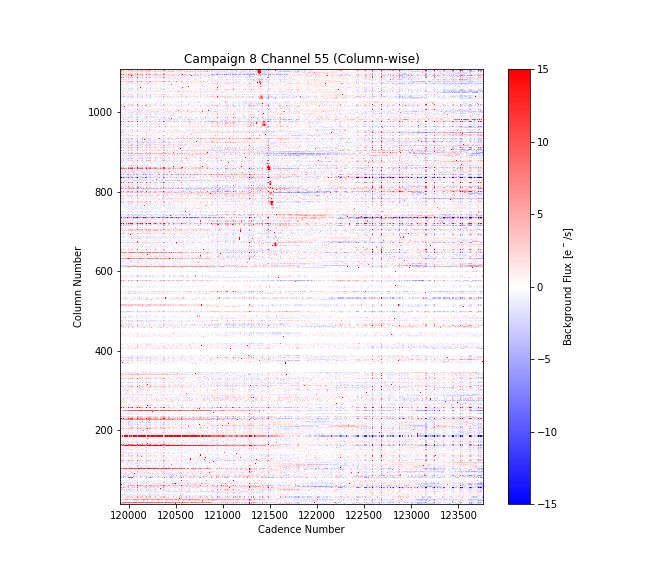 Campaign 8 Channel 55 (Column-wise)
1000
800
600
400
200
Column Number
120000 120500 121000 121500 122000 122500 123000 123500
Cadence Number
15
10
5
0
−5
−10
−15
Background Flux [e⁻/s]